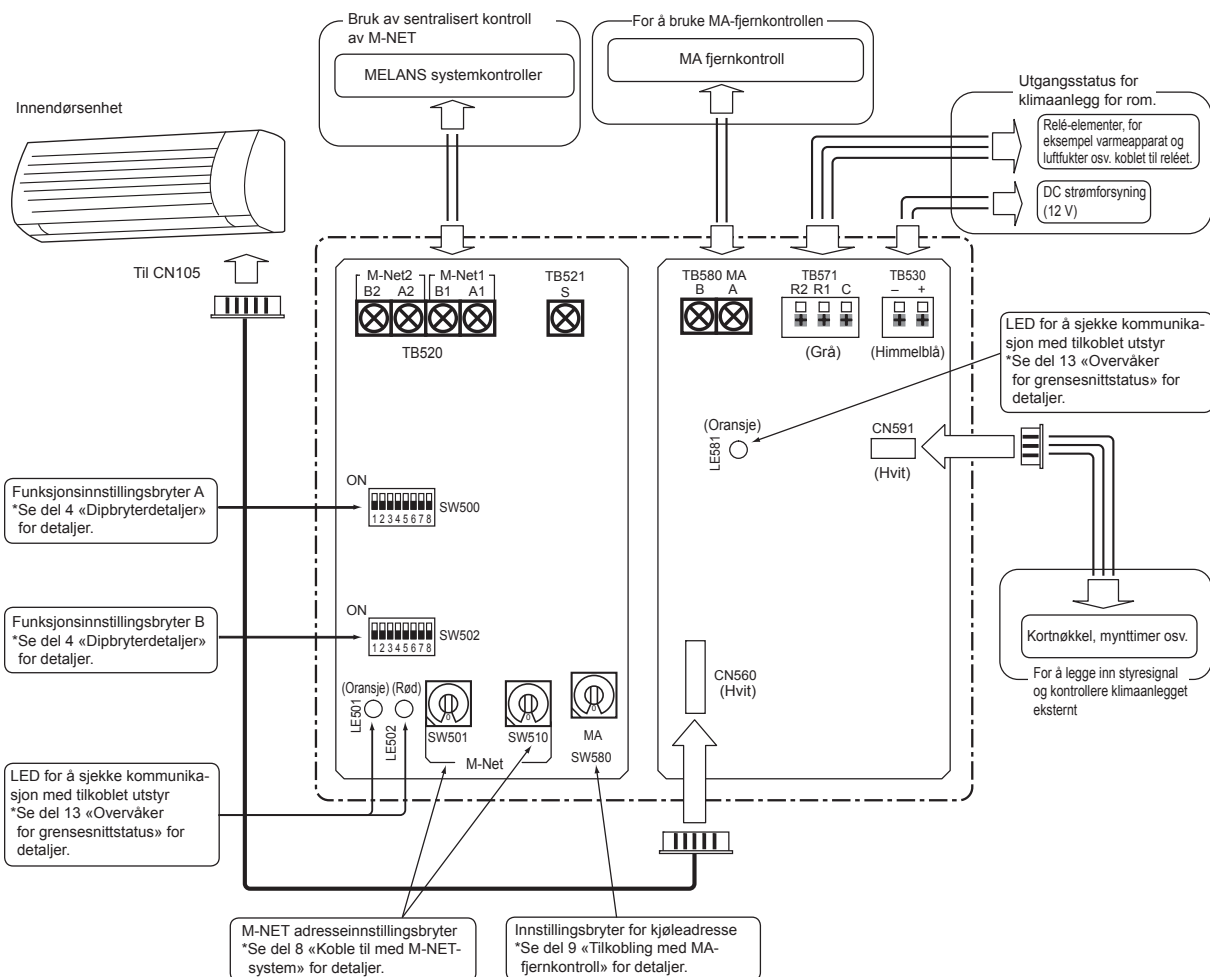 Bruk av sentralisert kontroll
av M-NET
MELANS systemkontroller
For å bruke MA-fjernkontrollen
MA fjernkontroll
Utgangsstatus for
klimaanlegg for rom.
Relé-elementer, for
eksempel varmeapparat og
luftfukter osv. koblet til reléet.
DC strømforsyning
(12 V)
Innendørsenhet
Til CN105
M-Net2 M-Net1
B2 A2 B1 A1
TB520
TB521
S
TB580 MA
B A
TB571
R2 R1 C
(Grå)
TB530
– +
(Himmelblå)
LED for å sjekke kommunika-
sjon med tilkoblet utstyr
*Se del 13 «Overvåker
for grensesnittstatus» for
detaljer.
(Oransje)
LE581
CN591
(Hvit)
Funksjonsinnstillingsbryter A
*Se del 4 «Dipbryterdetaljer»
for detaljer.
ON
1 2 3 4 5 6 7 8
SW500
Funksjonsinnstillingsbryter B
*Se del 4 «Dipbryterdetaljer»
for detaljer.
ON
1 2 3 4 5 6 7 8
SW502
Kortnøkkel, mynttimer osv.
For å legge inn styresignal
og kontrollere klimaanlegget
eksternt
CN560
(Hvit)
(Oransje) (Rød)
LE501
LE502
0
SW501
0
SW510
M-Net
0
MA
SW580
LED for å sjekke kommunika-
sjon med tilkoblet utstyr
*Se del 13 «Overvåker
for grensesnittstatus» for
detaljer.
M-NET adresseinnstillingsbryter
*Se del 8 «Koble til med M-NET-
system» for detaljer.
Innstillingsbryter for kjøleadresse
*Se del 9 «Tilkobling med MA-
fjernkontroll» for detaljer.